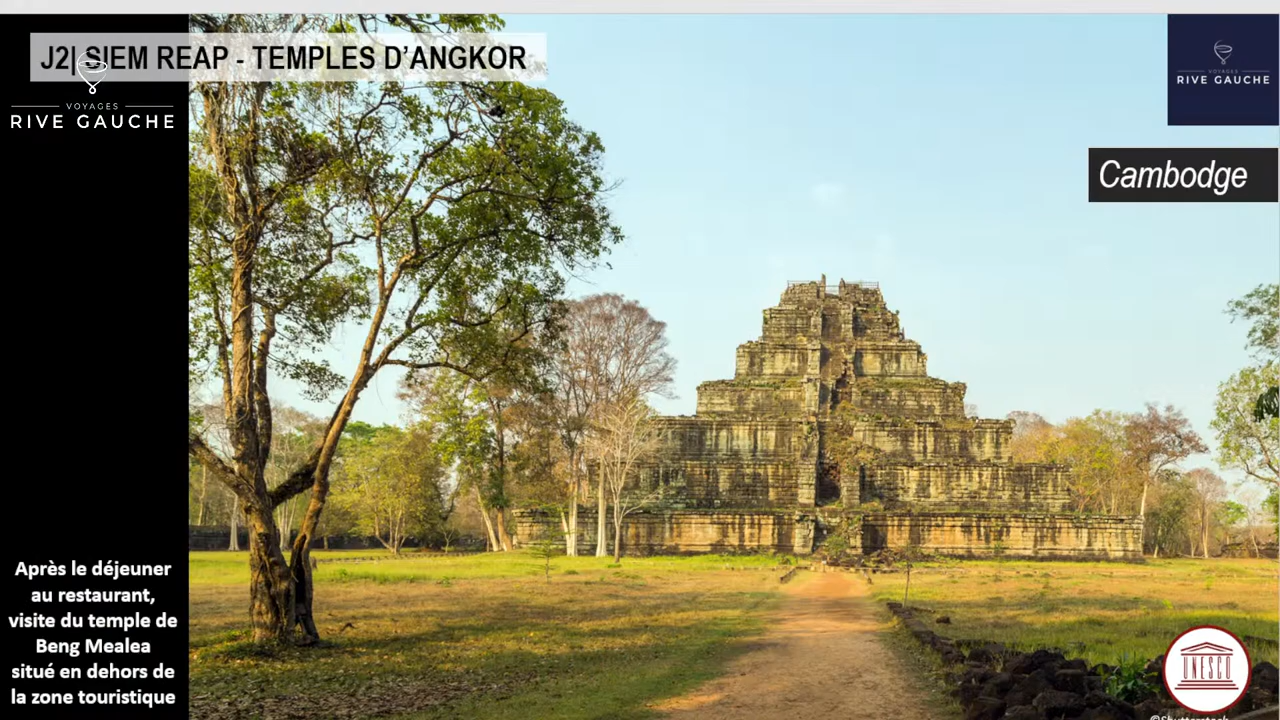 J2| SIEM REAP - TEMPLES D’ANGKOR
VOYAGES
RIVE GAUCHE
VOYAGES
RIVE GAUCHE
Cambodge
Après le déjeuner
au restaurant,
visite du temple de
Beng Mealea
situé en dehors de
la zone touristique
UNESCO
@Shutterstock